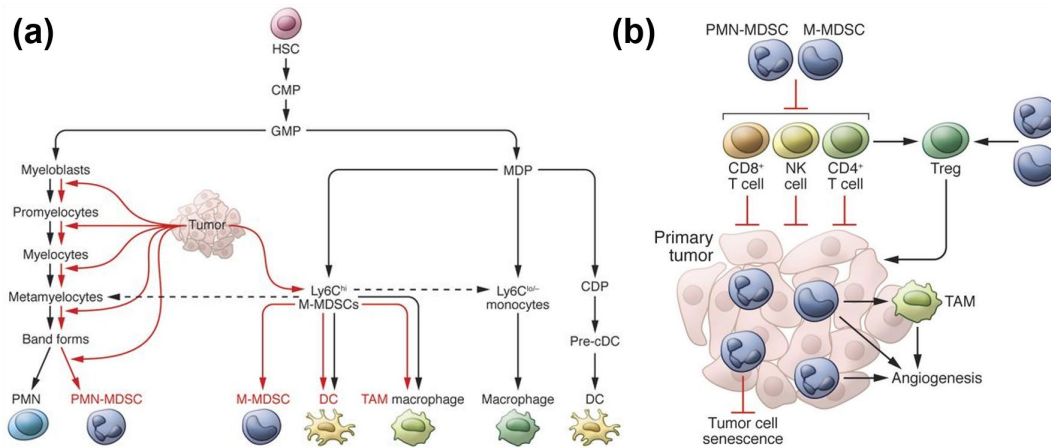 (a)
HSC
CMP
GMP
Myeloblasts
MDP
Promyelocytes
Tumor
Myelocytes
Metamyelocytes
Ly6Cʰⁱ
M-MDSCs
Ly6Cˡᵒ/⁻
monocytes
CDP
Band forms
Pre-cDC
PMN
PMN-MDSC
M-MDSC
DC
TAM macrophage
Macrophage
DC
(b)
PMN-MDSC
M-MDSC
CD8⁺
T cell
NK
cell
CD4⁺
T cell
Treg
Primary
tumor
TAM
Angiogenesis
Tumor cell
senescence